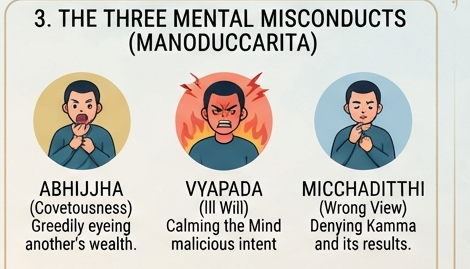 3. THE THREE MENTAL MISCONDUCTS
(MANODUCCARITA)
ABHIJJHA
(Covetousness)
Greedily eyeing
another's wealth.
VYAPADA
(Ill Will)
Calming the Mind
malicious intent
MICCHADITTHI
(Wrong View)
Denying Kamma
and its results.